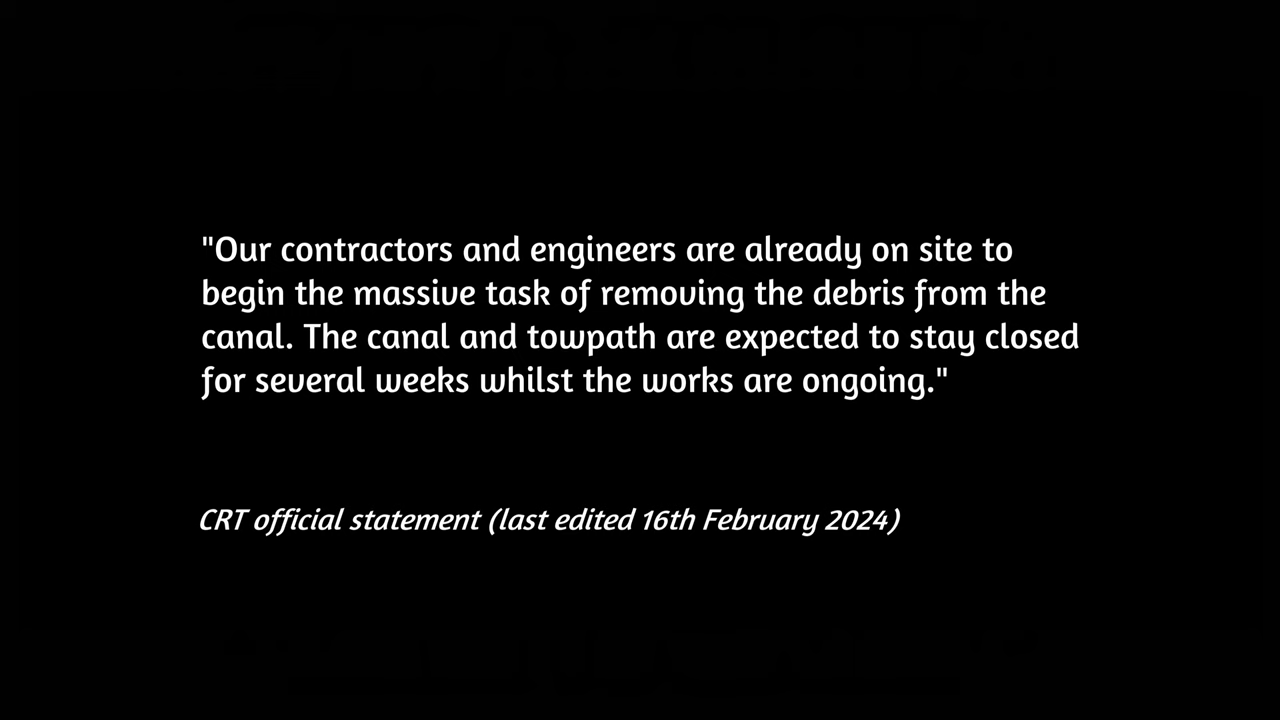 "Our contractors and engineers are already on site to
begin the massive task of removing the debris from the
canal. The canal and towpath are expected to stay closed
for several weeks whilst the works are ongoing."
CRT official statement (last edited 16th February 2024)